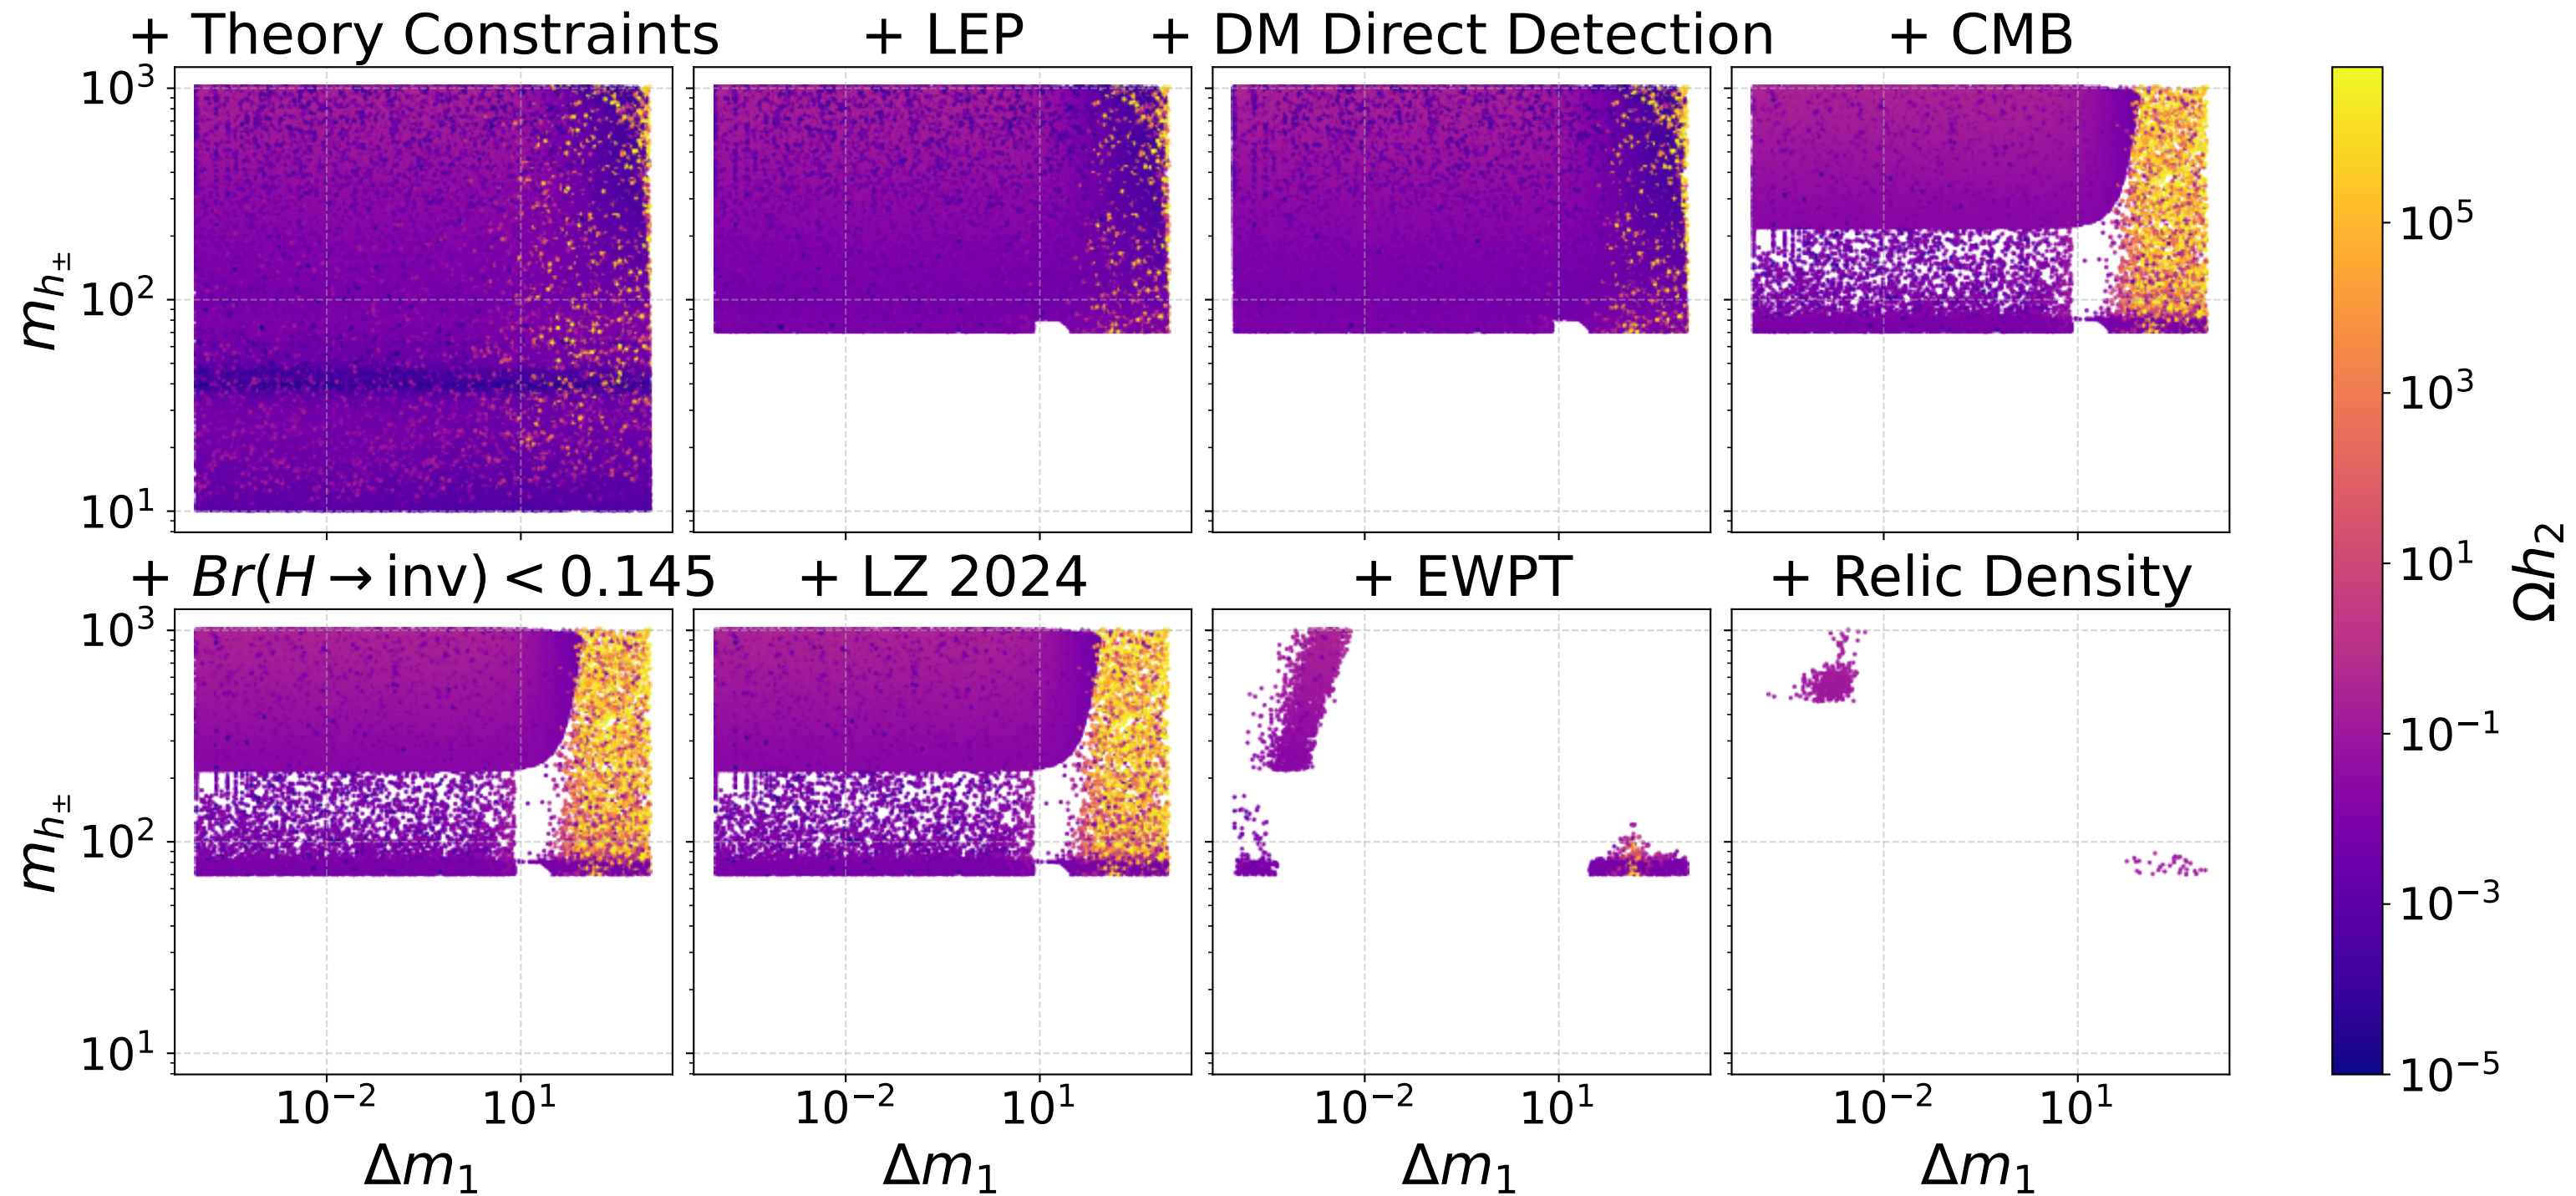 + Theory Constraints
+ LEP
+ DM Direct Detection
+ CMB
10³
10²
10¹
m_{h_±}
+ Br(H → inv) < 0.145
+ LZ 2024
+ EWPT
+ Relic Density
10³
10²
10¹
m_{h_±}
10⁻² 10¹
10⁻² 10¹
10⁻² 10¹
10⁻² 10¹
Δm₁
Δm₁
Δm₁
Δm₁
10⁵
10³
10¹
10⁻¹
10⁻³
10⁻⁵
Ωh₂